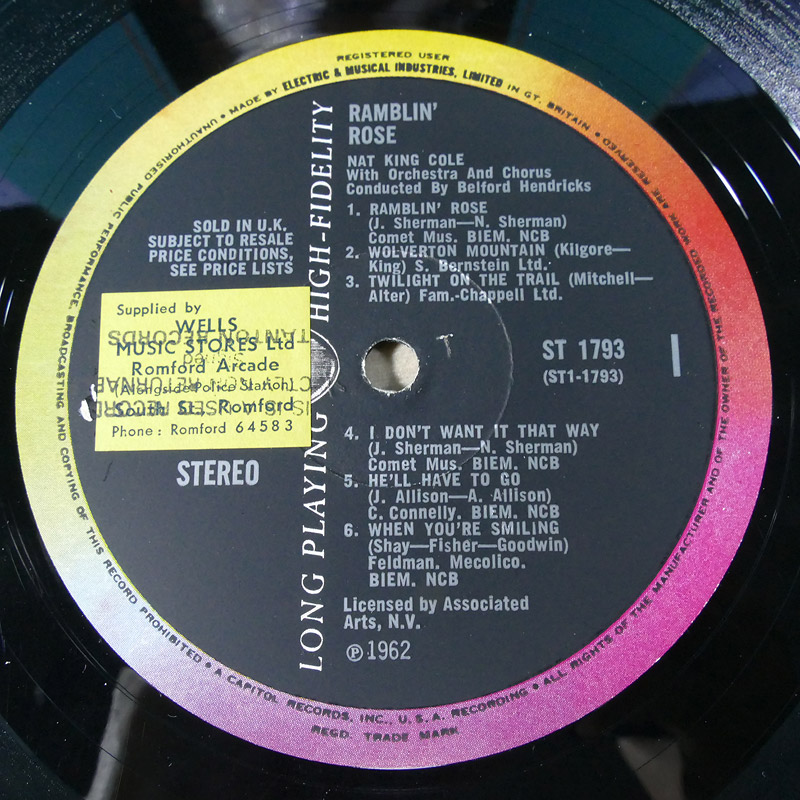 REGISTERED USER
• MADE BY ELECTRIC & MUSICAL INDUSTRIES, LIMITED IN GT. BRITAIN •
ALL RIGHTS OF THE MANUFACTURER AND OF THE OWNER OF THE RECORDED WORK ARE RESERVED
UNAUTHORISED PUBLIC PERFORMANCE, BROADCASTING AND COPYING OF THIS RECORD PROHIBITED •
A CAPITOL RECORDS, INC., U.S.A. RECORDING •
REGD. TRADE MARK
LONG PLAYING HIGH-FIDELITY
RAMBLIN'
ROSE
NAT KING COLE
With Orchestra And Chorus
Conducted By Belford Hendricks
1. RAMBLIN' ROSE
(J. Sherman—N. Sherman)
Comet Mus. BIEM. NCB
2. WOLVERTON MOUNTAIN (Kilgore—
King) S. Bernstein Ltd.
3. TWILIGHT ON THE TRAIL (Mitchell—
Alter) Fam.-Chappell Ltd.
SOLD IN U.K.
SUBJECT TO RESALE
PRICE CONDITIONS,
SEE PRICE LISTS
Supplied by
WELLS
MUSIC STORES Ltd
Romford Arcade
(Alongside Police Station)
South St., Romford
Phone: Romford 64583
STANTON RECORDS
STEREO
ST 1793
(ST1-1793)
1
4. I DON'T WANT IT THAT WAY
(J. Sherman—N. Sherman)
Comet Mus. BIEM. NCB
5. HE'LL HAVE TO GO
(J. Allison—A. Allison)
C. Connelly. BIEM. NCB
6. WHEN YOU'RE SMILING
(Shay—Fisher—Goodwin)
Feldman. Mecolico.
BIEM. NCB
Licensed by Associated
Arts, N.V.
℗ 1962